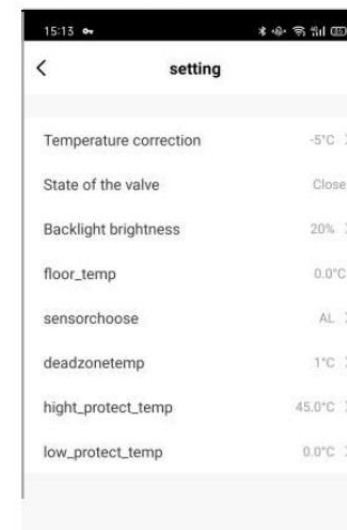 15:13
setting
Temperature correction -5°C
State of the valve Close
Backlight brightness 20%
floor_temp 0.0°C
sensorchoose AL
deadzonetemp 1°C
hight_protect_temp 45.0°C
low_protect_temp 0.0°C